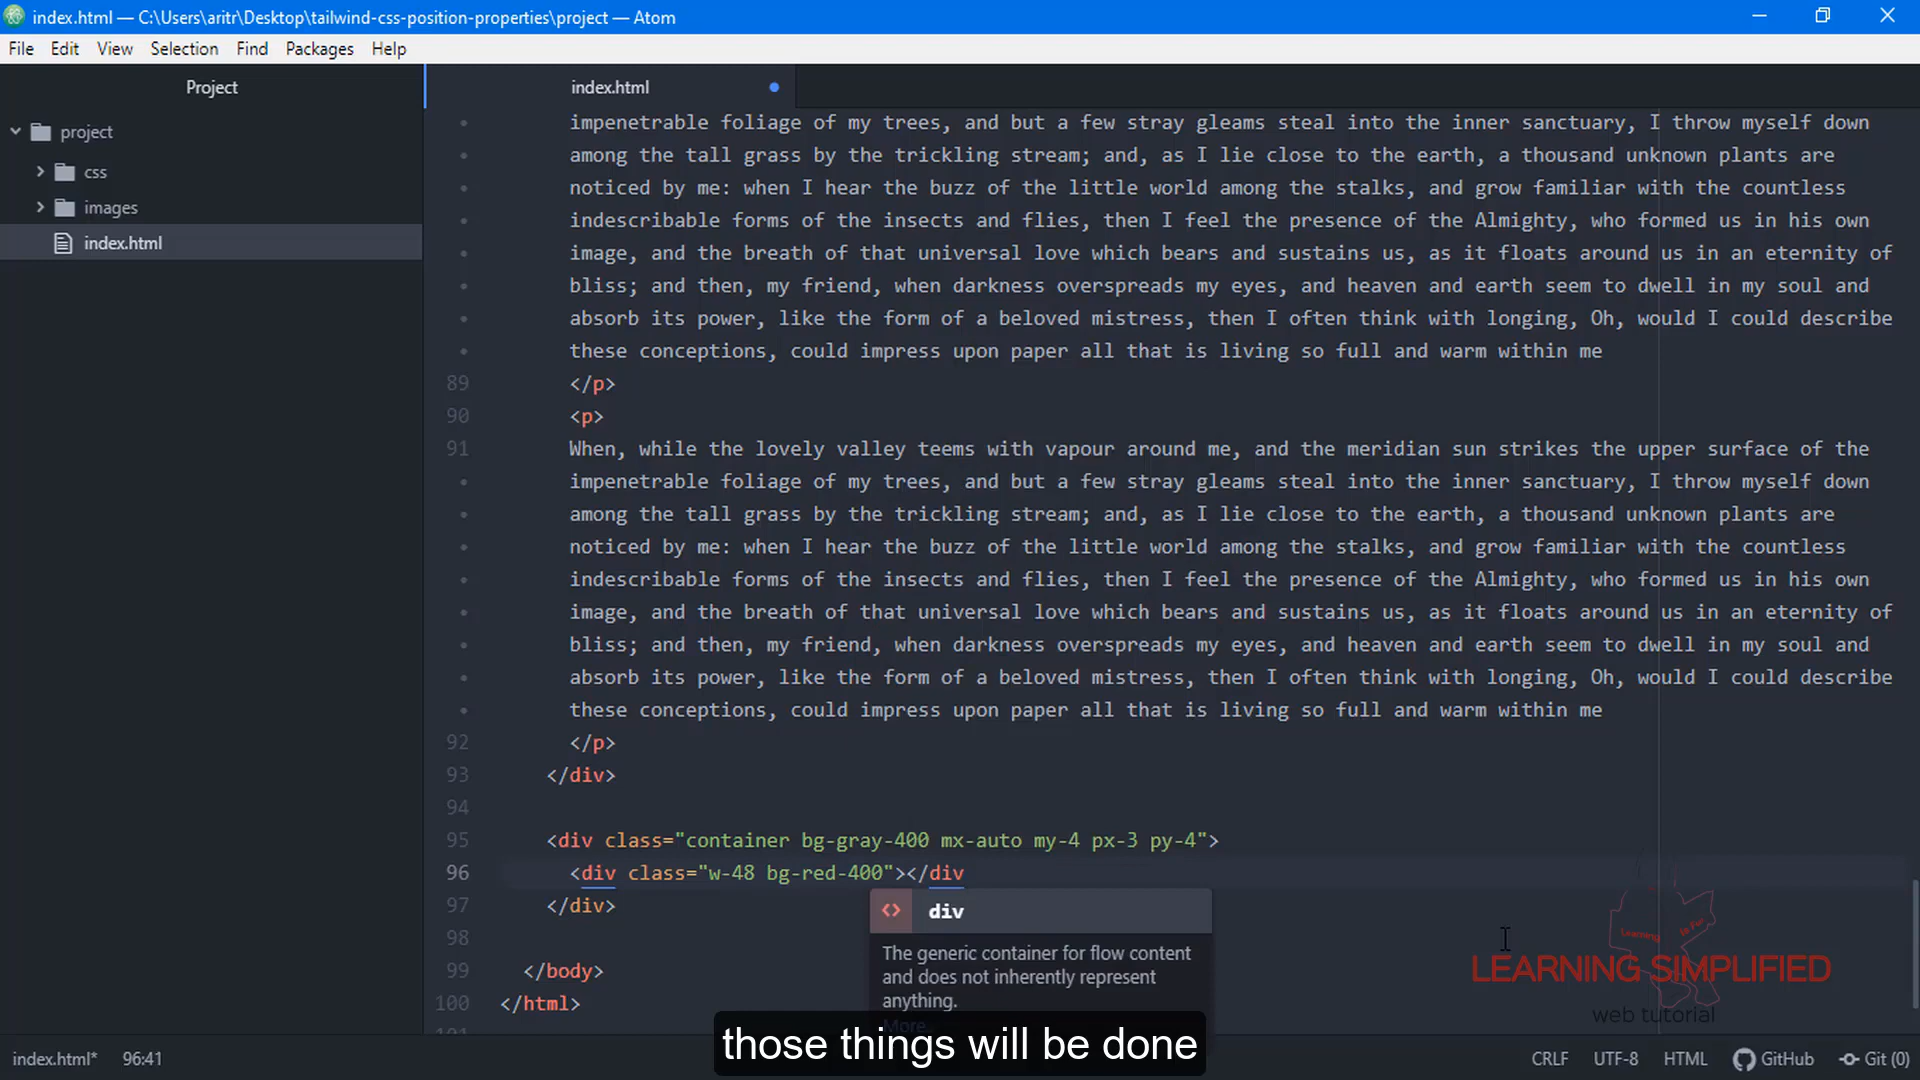 index.html — C:\Users\aritr\Desktop\tailwind-css-position-properties\project — Atom
File Edit View Selection Find Packages Help
Project
index.html
project
css
images
index.html
impenetrable foliage of my trees, and but a few stray gleams steal into the inner sanctuary, I throw myself down
among the tall grass by the trickling stream; and, as I lie close to the earth, a thousand unknown plants are
noticed by me: when I hear the buzz of the little world among the stalks, and grow familiar with the countless
indescribable forms of the insects and flies, then I feel the presence of the Almighty, who formed us in his own
image, and the breath of that universal love which bears and sustains us, as it floats around us in an eternity of
bliss; and then, my friend, when darkness overspreads my eyes, and heaven and earth seem to dwell in my soul and
absorb its power, like the form of a beloved mistress, then I often think with longing, Oh, would I could describe
these conceptions, could impress upon paper all that is living so full and warm within me
89 </p>
90 <p>
91 When, while the lovely valley teems with vapour around me, and the meridian sun strikes the upper surface of the
impenetrable foliage of my trees, and but a few stray gleams steal into the inner sanctuary, I throw myself down
among the tall grass by the trickling stream; and, as I lie close to the earth, a thousand unknown plants are
noticed by me: when I hear the buzz of the little world among the stalks, and grow familiar with the countless
indescribable forms of the insects and flies, then I feel the presence of the Almighty, who formed us in his own
image, and the breath of that universal love which bears and sustains us, as it floats around us in an eternity of
bliss; and then, my friend, when darkness overspreads my eyes, and heaven and earth seem to dwell in my soul and
absorb its power, like the form of a beloved mistress, then I often think with longing, Oh, would I could describe
these conceptions, could impress upon paper all that is living so full and warm within me
92 </p>
93 </div>
94
95 <div class="container bg-gray-400 mx-auto my-4 px-3 py-4">
96 <div class="w-48 bg-red-400"></div
97 </div>
98
99 </body>
100 </html>
<> div
The generic container for flow content
and does not inherently represent
anything.
More..
Learning is Fun
LEARNING SIMPLIFIED
web tutorial
those things will be done
index.html* 96:41 CRLF UTF-8 HTML GitHub Git (0)